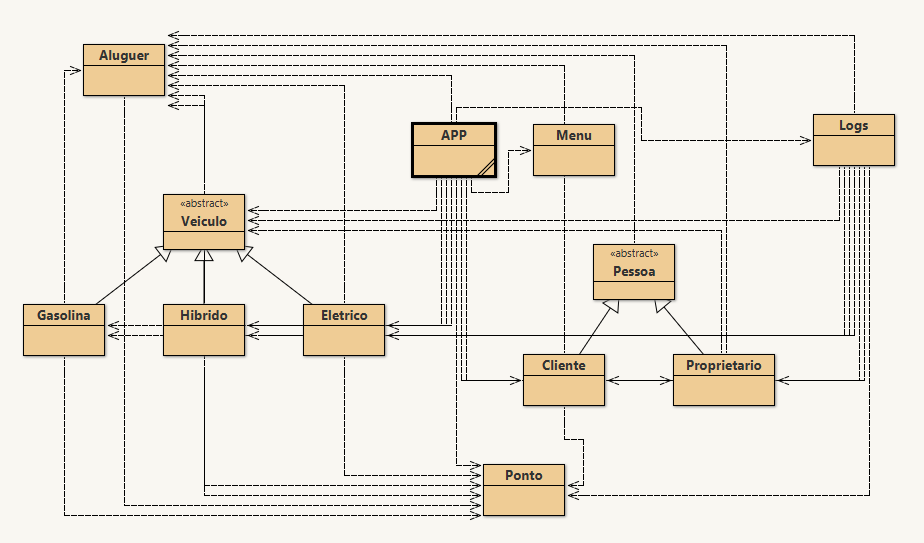 Aluguer
APP
Menu
Logs
«abstract»
Veiculo
«abstract»
Pessoa
Gasolina
Hibrido
Eletrico
Cliente
Proprietario
Ponto